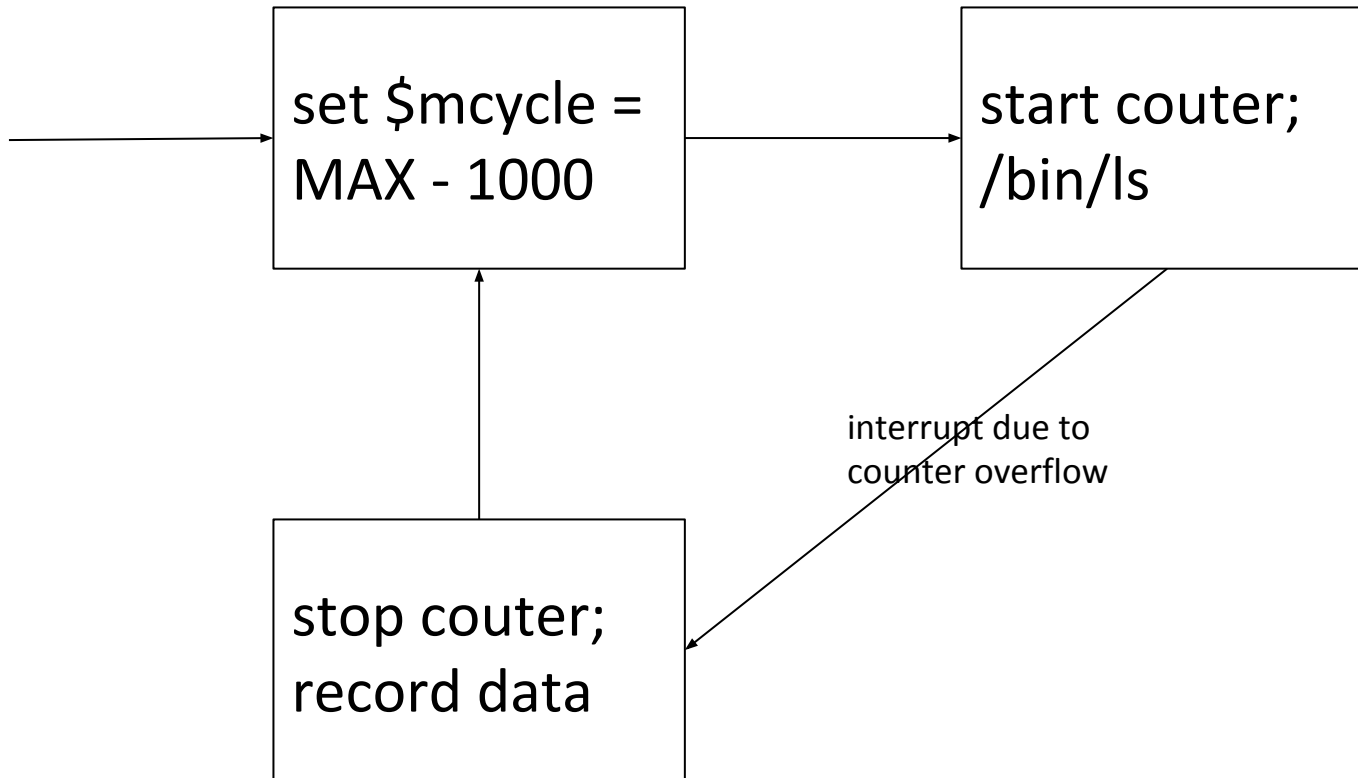 set $mcycle =
MAX - 1000
start couter;
/bin/ls
interrupt due to
counter overflow
stop couter;
record data